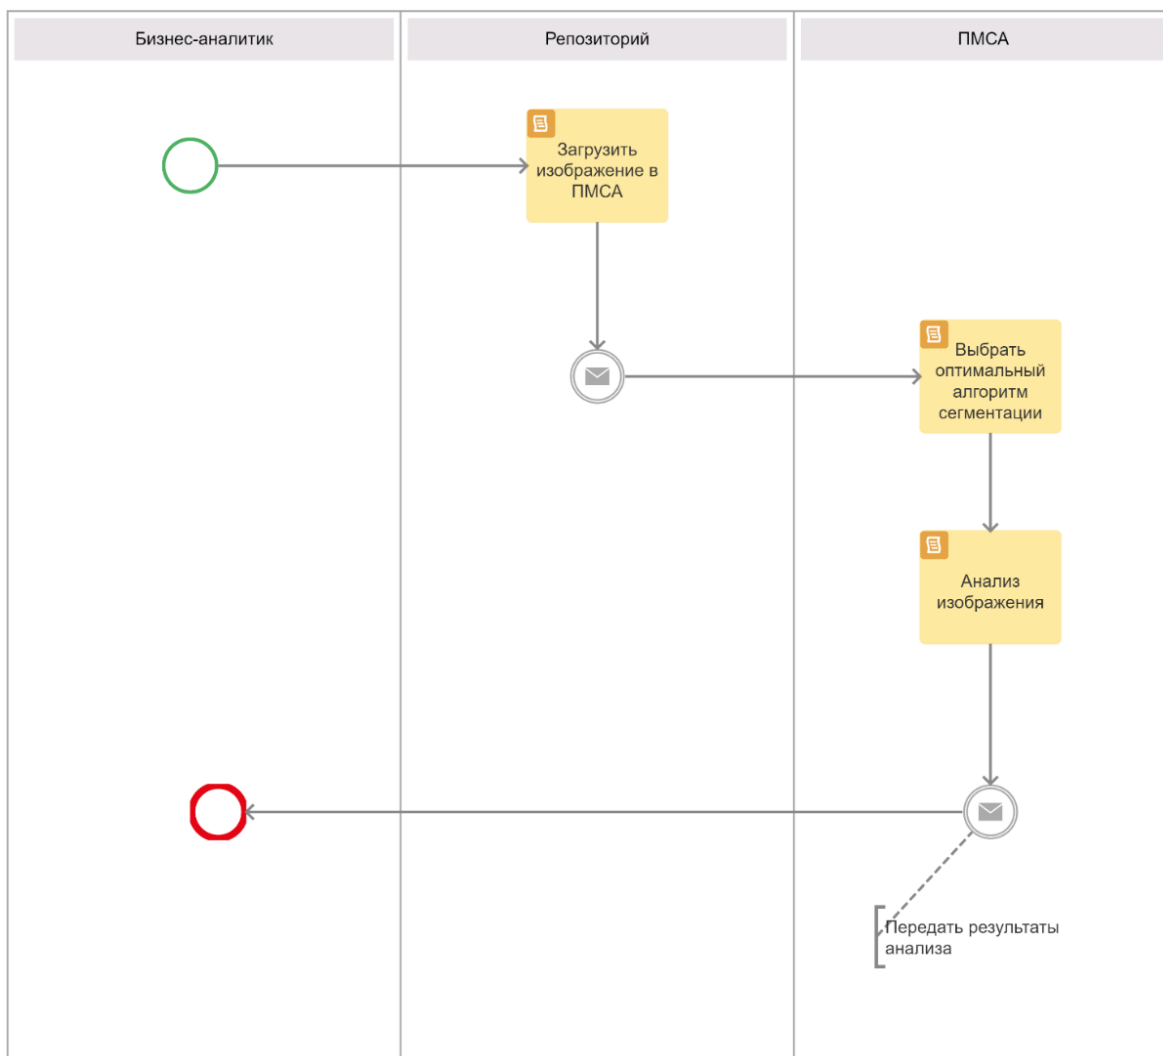 Бизнес-аналитик
Репозиторий
ПМСА
Загрузить
изображение в
ПМСА
Выбрать
оптимальный
алгоритм
сегментации
Анализ
изображения
Передать результаты
анализа